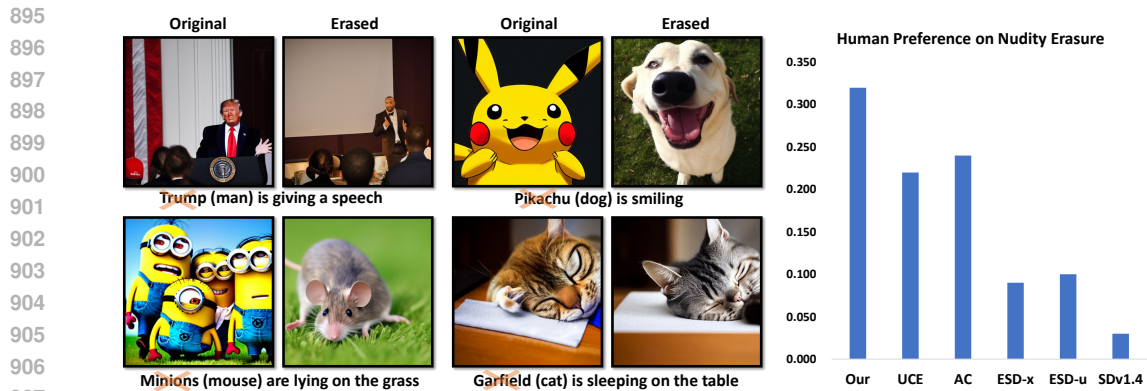 895
896
897
898
899
900
901
902
903
904
905
906
Original Erased Original Erased
Trump (man) is giving a speech
Pikachu (dog) is smiling
Minions (mouse) are lying on the grass
Garfield (cat) is sleeping on the table
Human Preference on Nudity Erasure
0.350
0.300
0.250
0.200
0.150
0.100
0.050
0.000
Our UCE AC ESD-x ESD-u SDv1.4